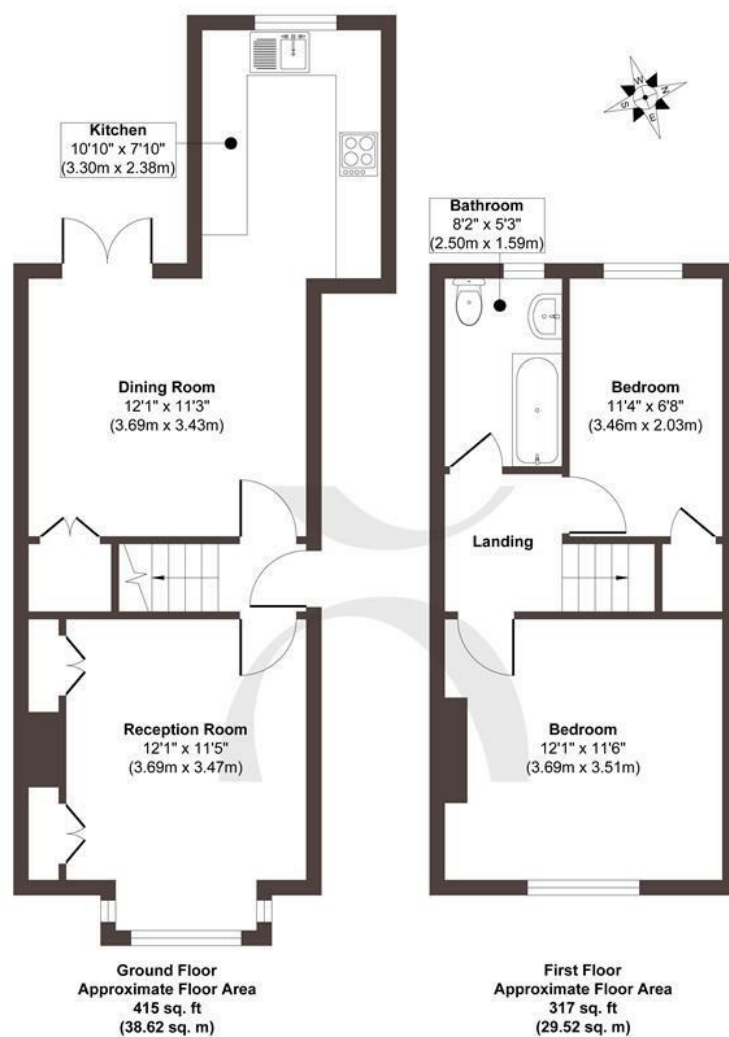 Kitchen
10'10" x 7'10"
(3.30m x 2.38m)
W
N
S
E
Bathroom
8'2" x 5'3"
(2.50m x 1.59m)
Dining Room
12'1" x 11'3"
(3.69m x 3.43m)
Bedroom
11'4" x 6'8"
(3.46m x 2.03m)
Landing
Reception Room
12'1" x 11'5"
(3.69m x 3.47m)
Bedroom
12'1" x 11'6"
(3.69m x 3.51m)
Ground Floor
Approximate Floor Area
415 sq. ft
(38.62 sq. m)
First Floor
Approximate Floor Area
317 sq. ft
(29.52 sq. m)